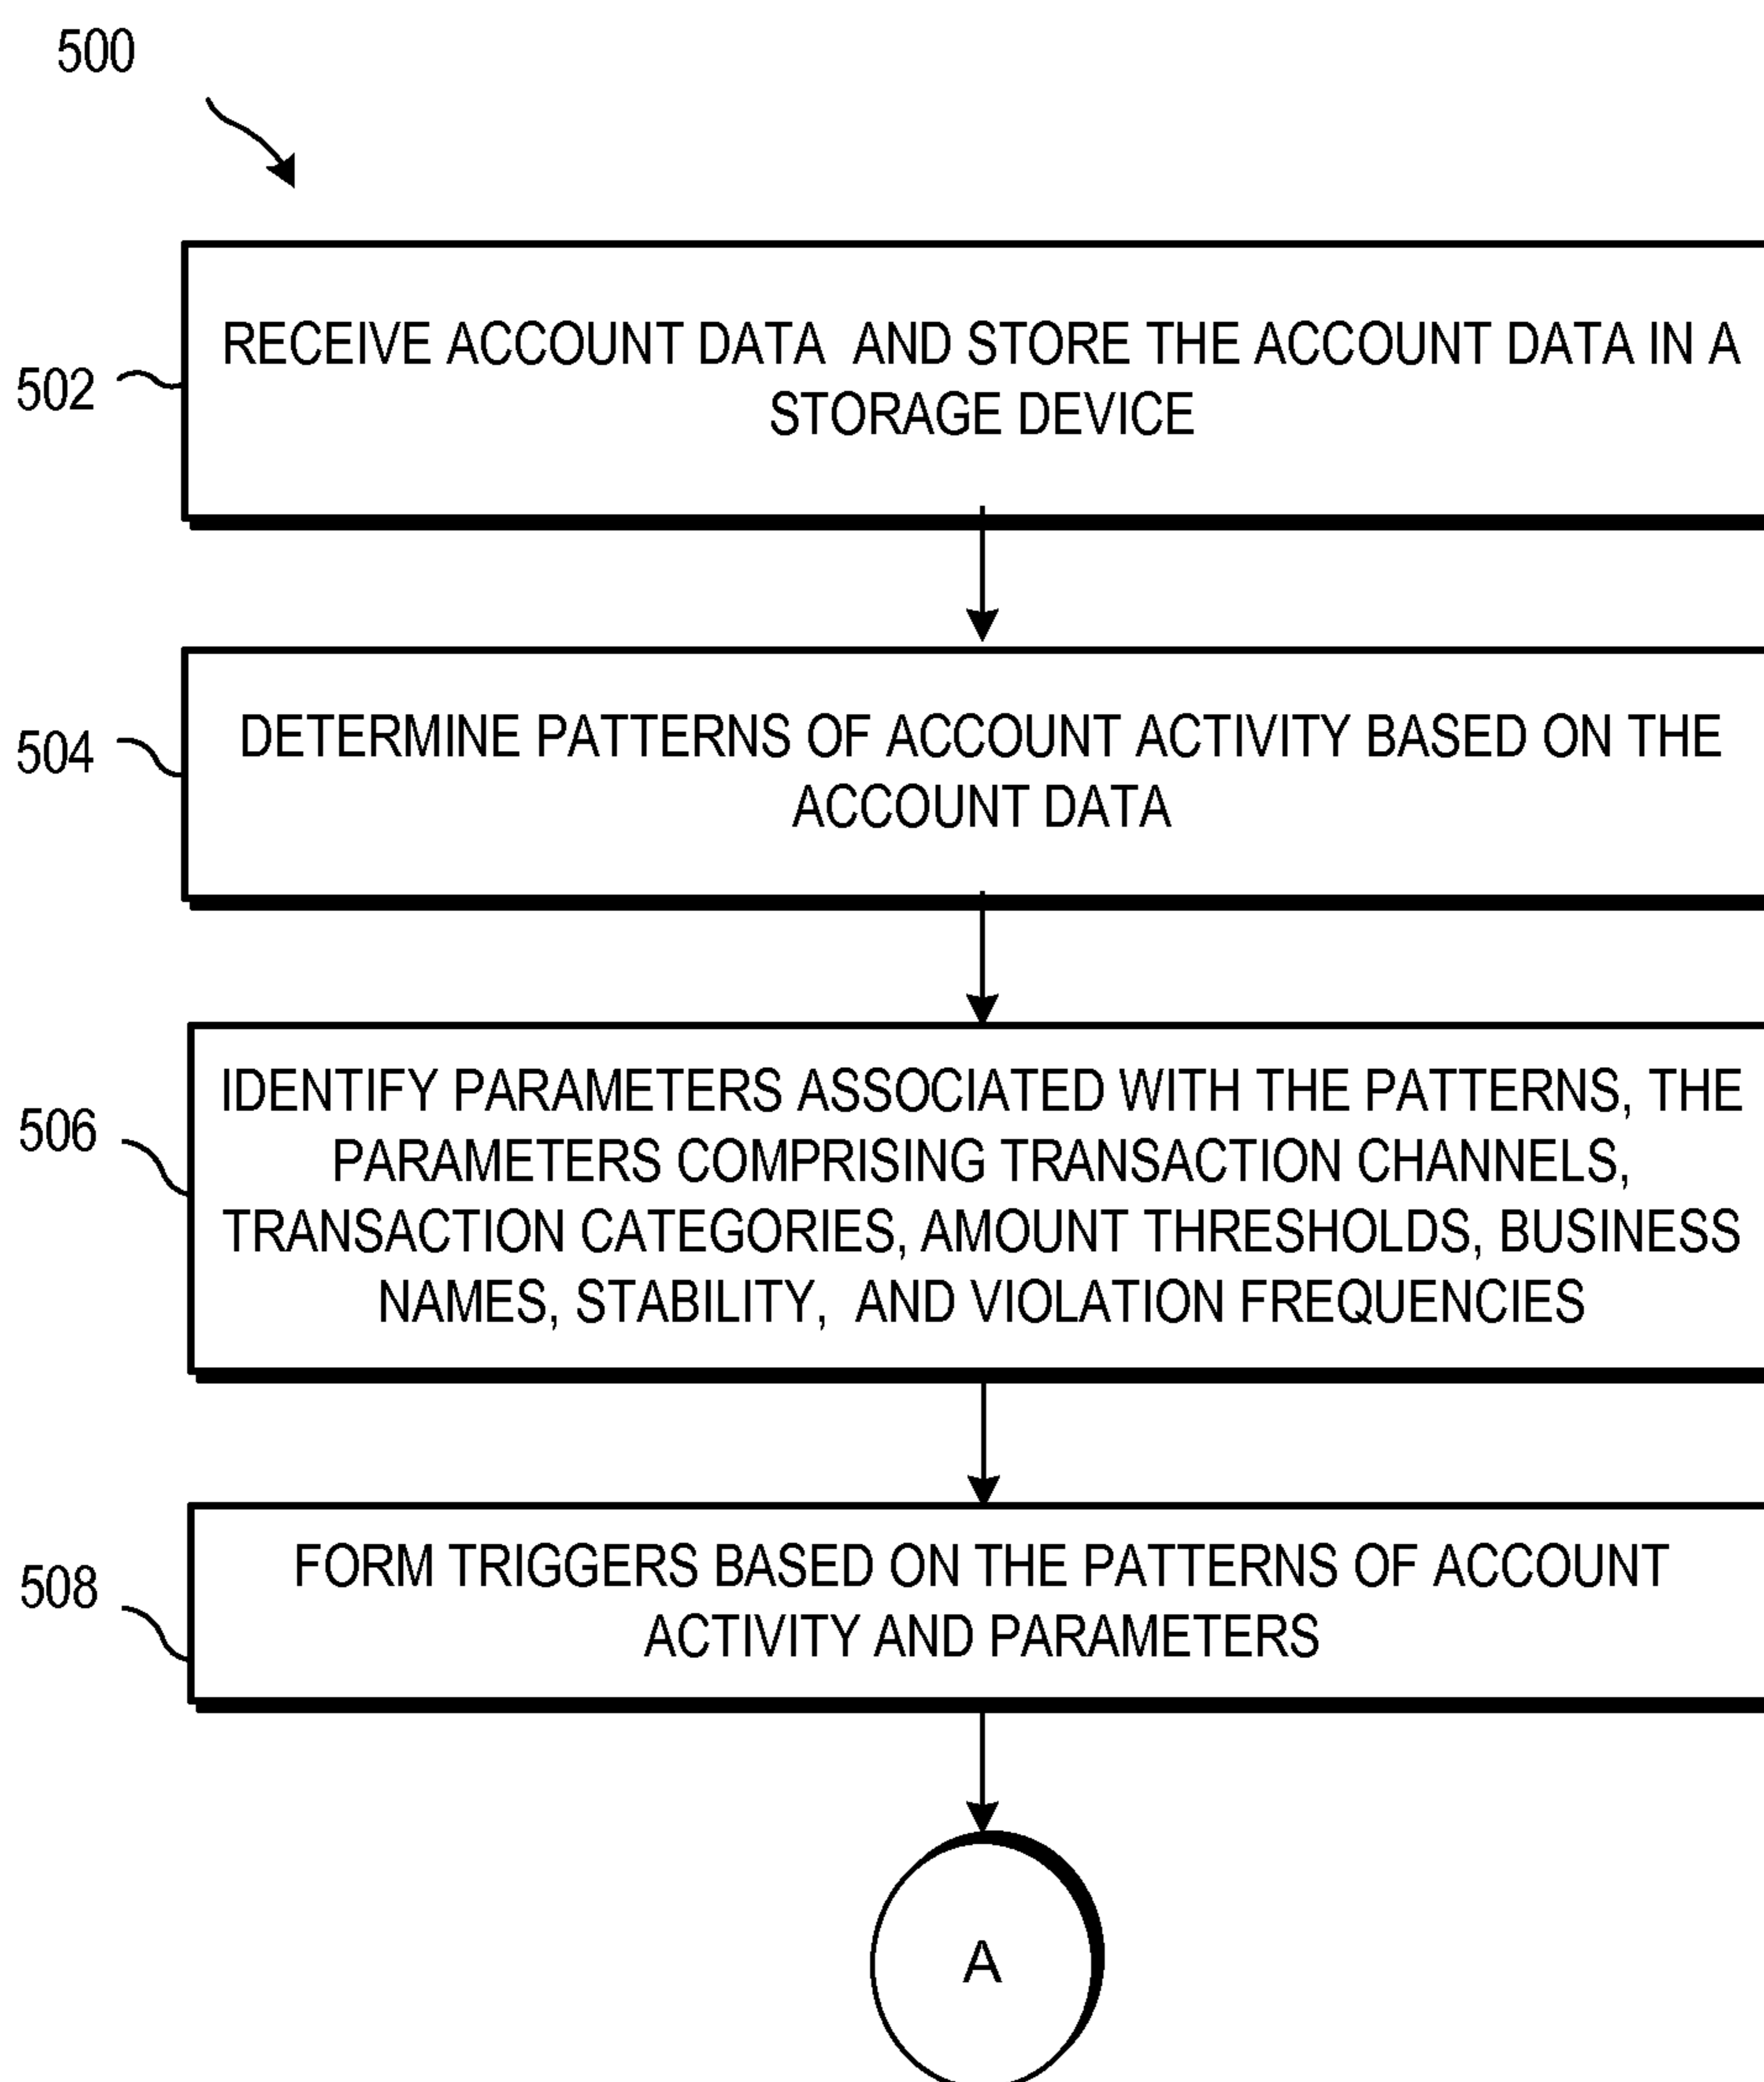 500
502
RECEIVE ACCOUNT DATA AND STORE THE ACCOUNT DATA IN A
STORAGE DEVICE
504
DETERMINE PATTERNS OF ACCOUNT ACTIVITY BASED ON THE
ACCOUNT DATA
506
IDENTIFY PARAMETERS ASSOCIATED WITH THE PATTERNS, THE
PARAMETERS COMPRISING TRANSACTION CHANNELS,
TRANSACTION CATEGORIES, AMOUNT THRESHOLDS, BUSINESS
NAMES, STABILITY, AND VIOLATION FREQUENCIES
508
FORM TRIGGERS BASED ON THE PATTERNS OF ACCOUNT
ACTIVITY AND PARAMETERS
A